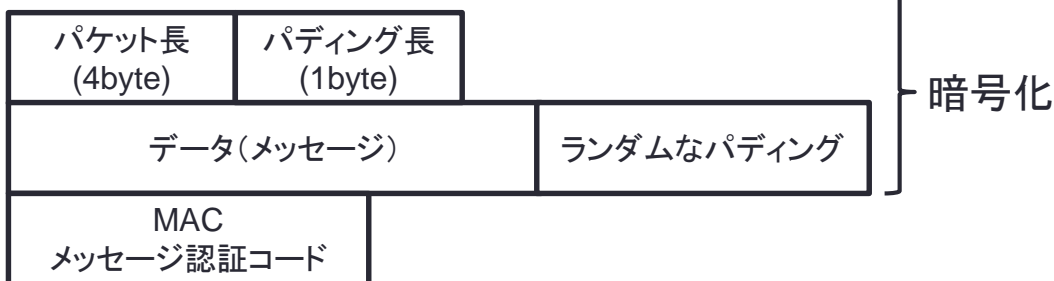 パケット長
(4byte)
パディング長
(1byte)
暗号化
データ(メッセージ)
ランダムなパディング
MAC
メッセージ認証コード